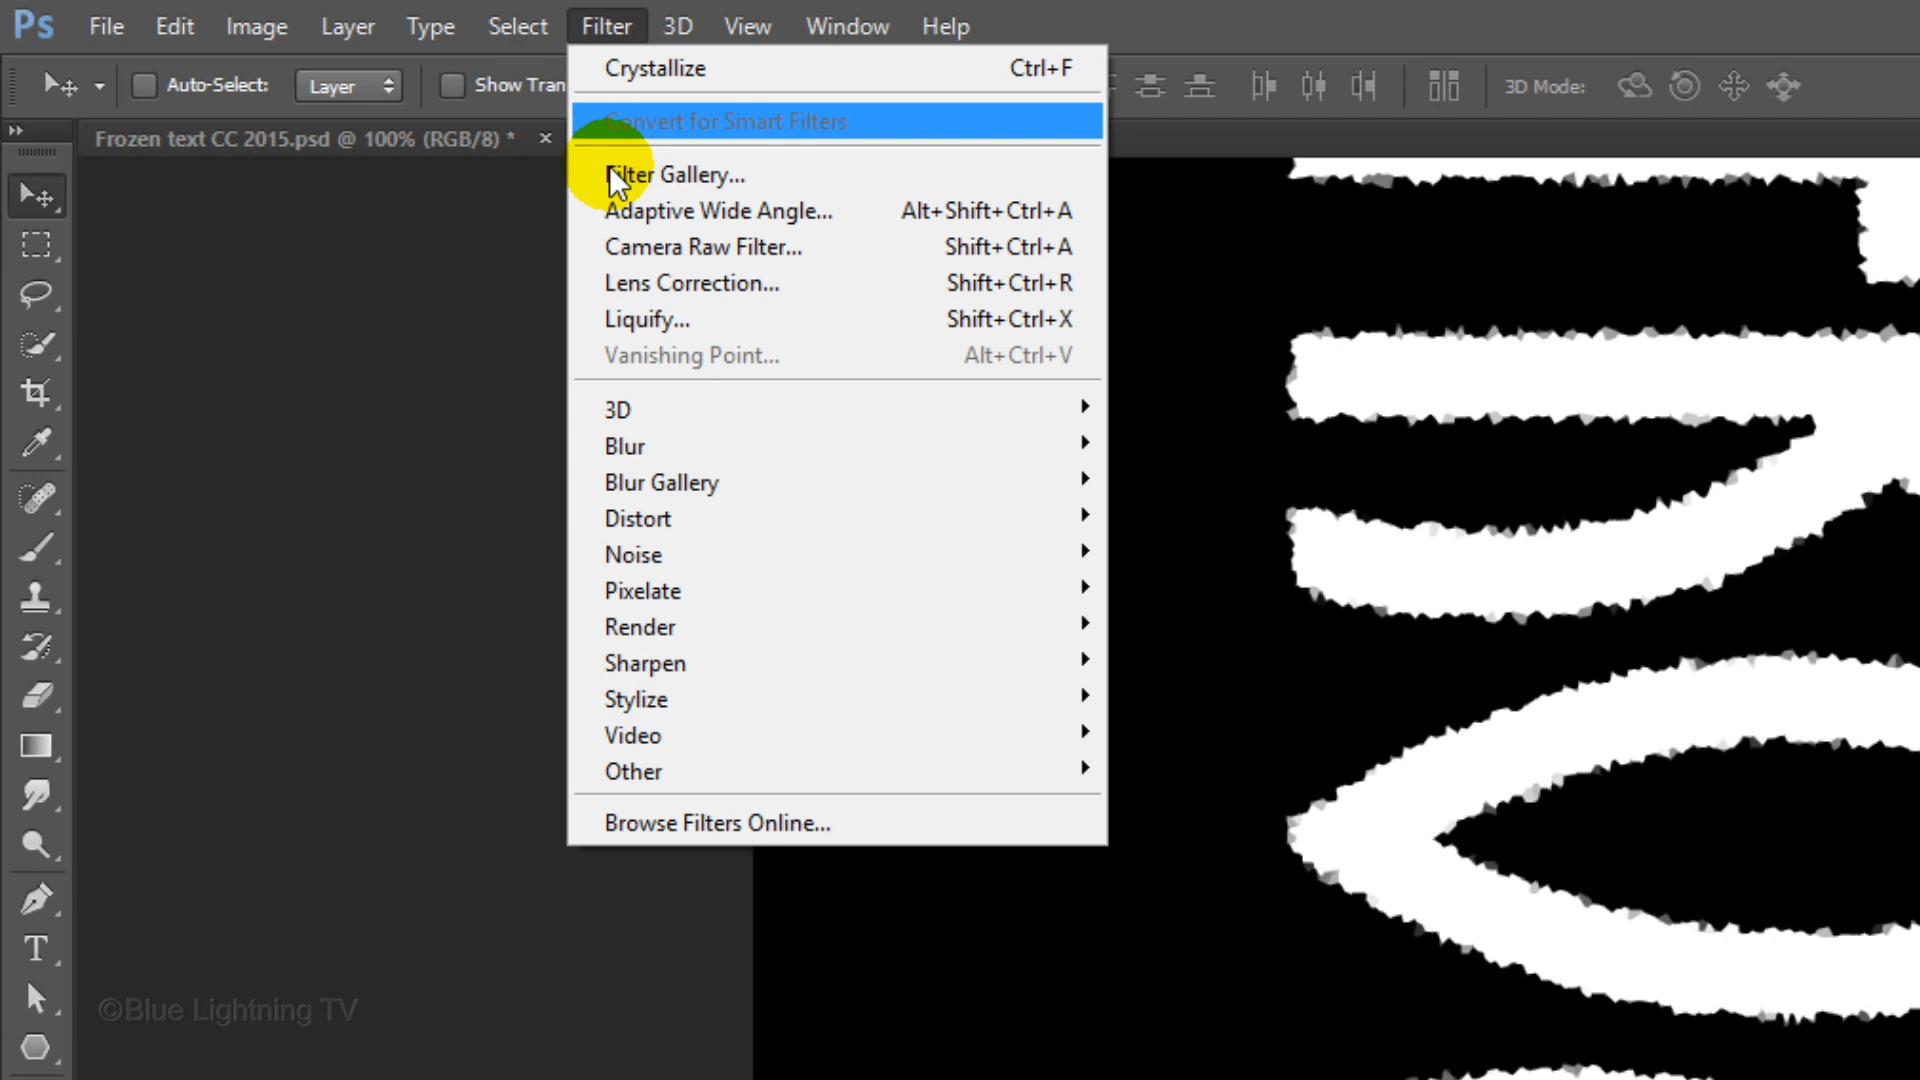 Ps File Edit Image Layer Type Select Filter 3D View Window Help
Auto-Select: Layer Show Tran 3D Mode:
Frozen text CC 2015.psd @ 100% (RGB/8) * ×
Crystallize Ctrl+F
Convert for Smart Filters
Filter Gallery...
Adaptive Wide Angle... Alt+Shift+Ctrl+A
Camera Raw Filter... Shift+Ctrl+A
Lens Correction... Shift+Ctrl+R
Liquify... Shift+Ctrl+X
Vanishing Point... Alt+Ctrl+V
3D
Blur
Blur Gallery
Distort
Noise
Pixelate
Render
Sharpen
Stylize
Video
Other
Browse Filters Online...
©Blue Lightning TV